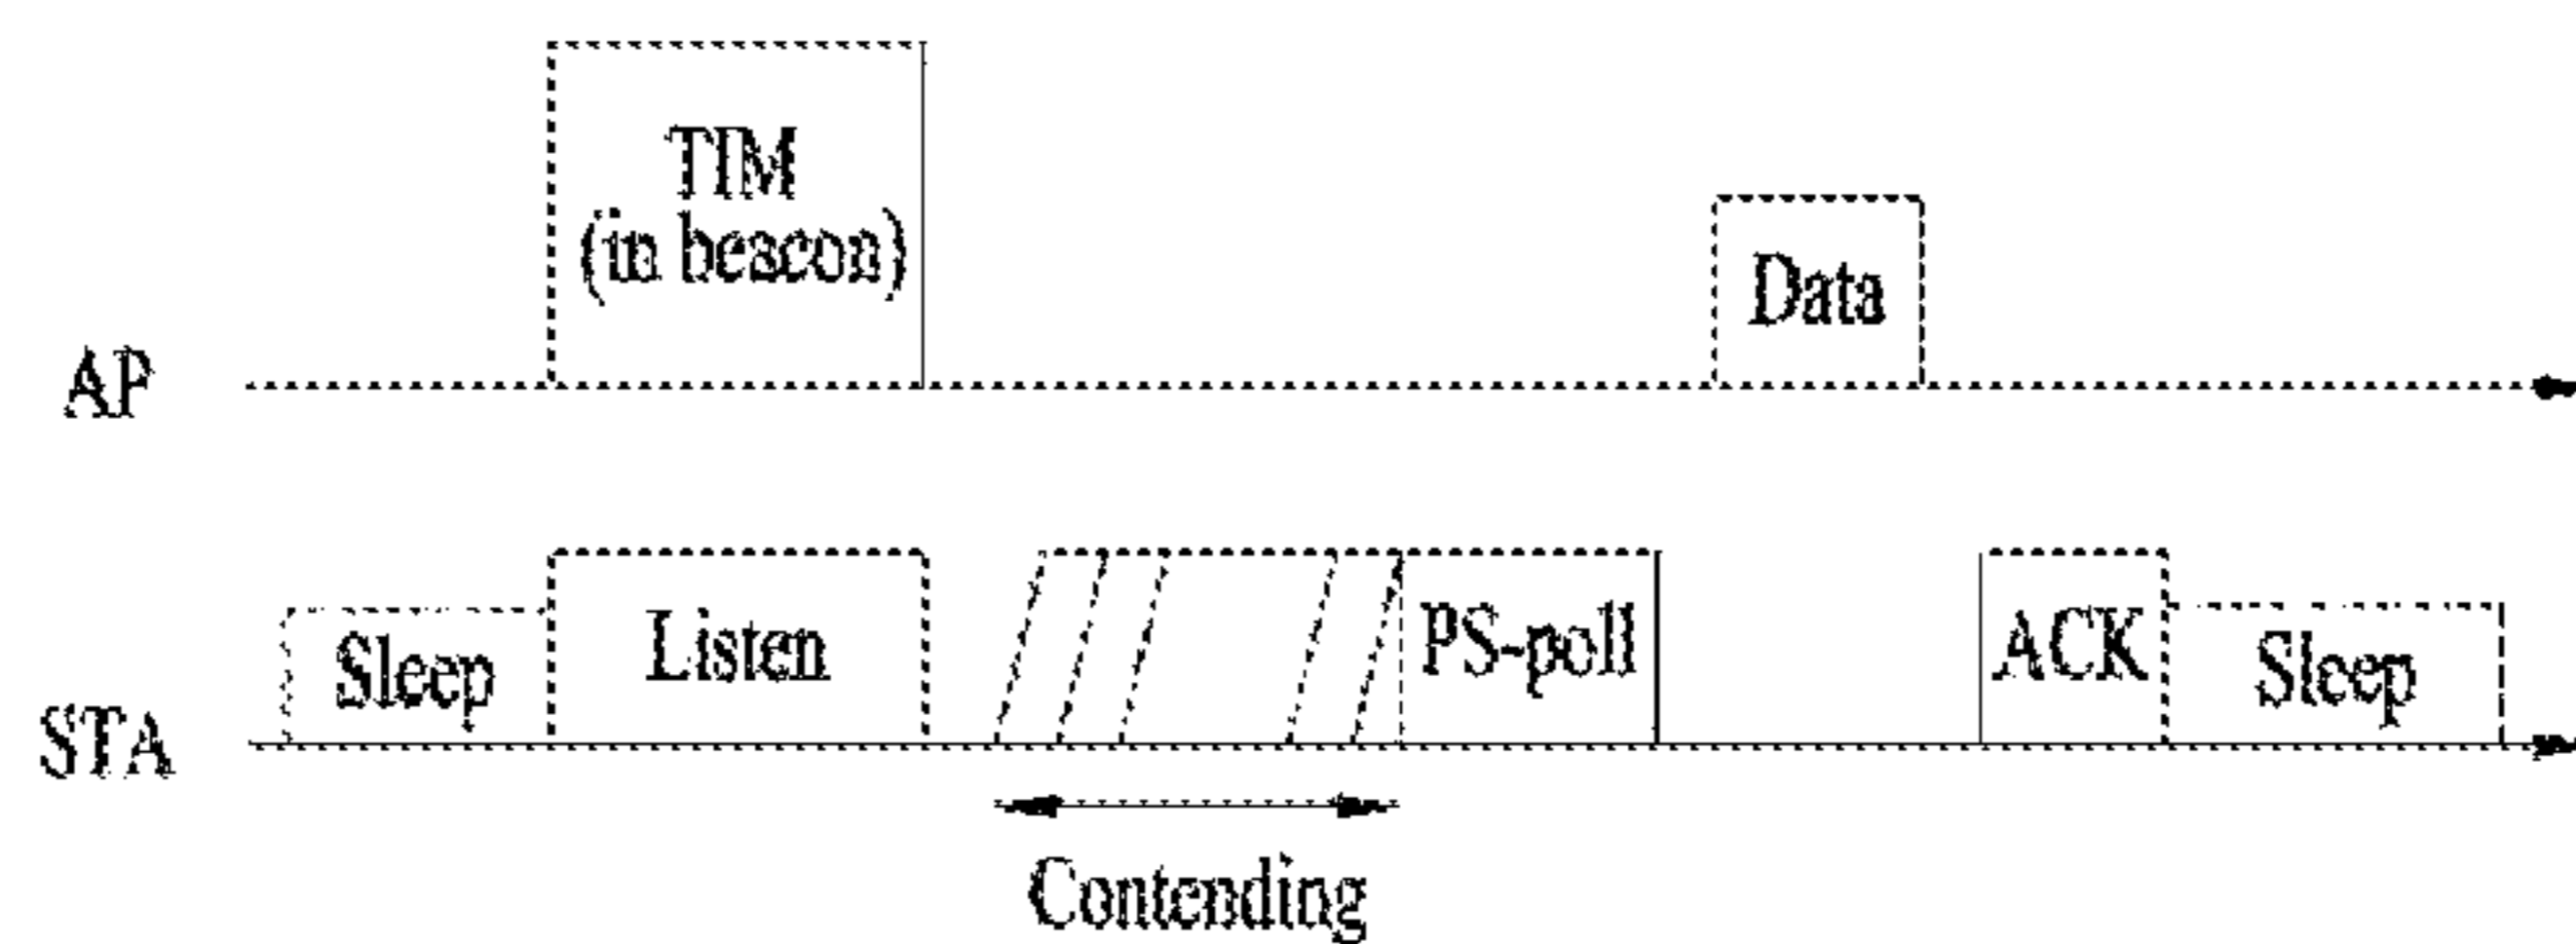 TIM
(in beacon)
Data
AP
Sleep
Listen
PS-poll
ACK
Sleep
STA
Contending